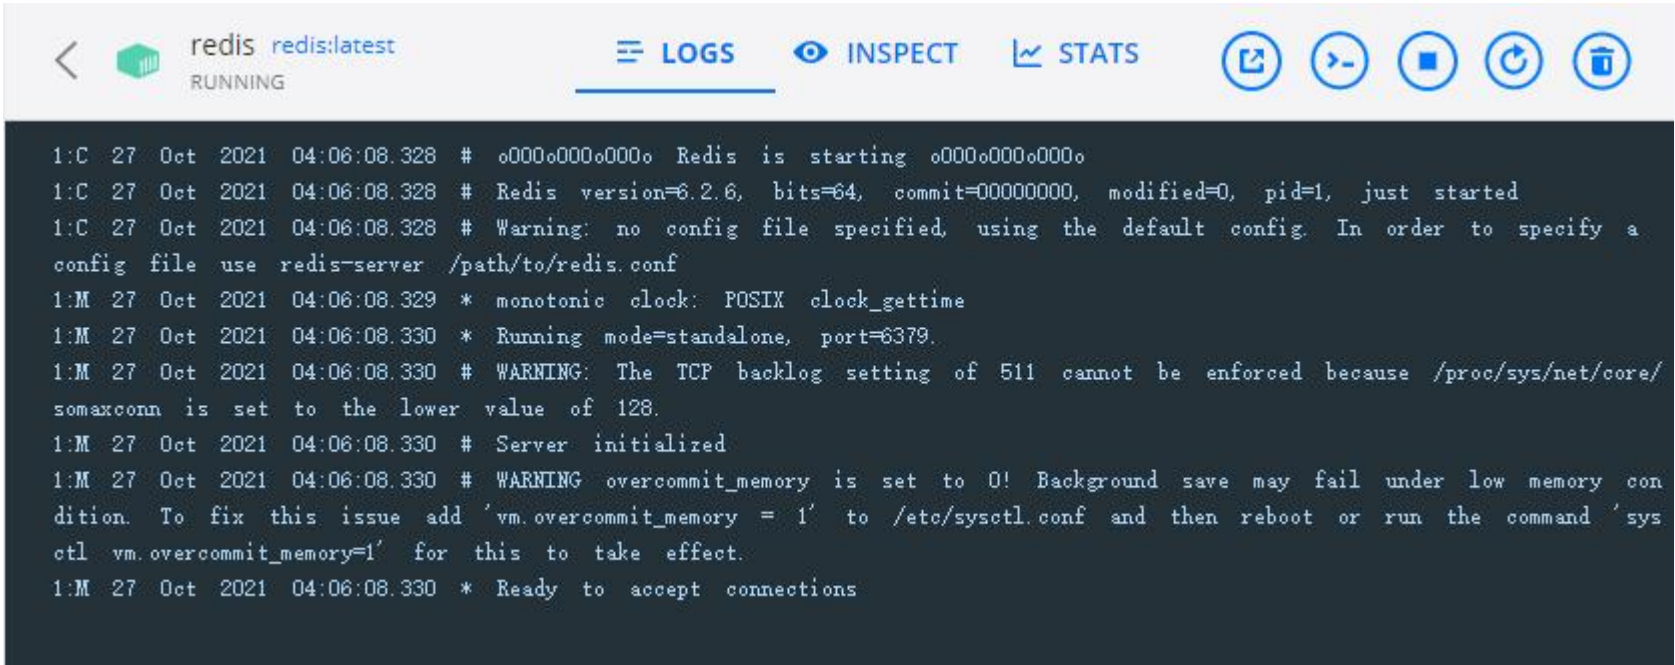 redis redis:latest
RUNNING
LOGS
INSPECT
STATS
1:C 27 Oct 2021 04:06:08.328 # oO0OoO0OoO0Oo Redis is starting oO0OoO0OoO0Oo
1:C 27 Oct 2021 04:06:08.328 # Redis version=6.2.6, bits=64, commit=00000000, modified=0, pid=1, just started
1:C 27 Oct 2021 04:06:08.328 # Warning: no config file specified, using the default config. In order to specify a
config file use redis-server /path/to/redis.conf
1:M 27 Oct 2021 04:06:08.329 * monotonic clock: POSIX clock_gettime
1:M 27 Oct 2021 04:06:08.330 * Running mode=standalone, port=6379.
1:M 27 Oct 2021 04:06:08.330 # WARNING: The TCP backlog setting of 511 cannot be enforced because /proc/sys/net/core/
somaxconn is set to the lower value of 128.
1:M 27 Oct 2021 04:06:08.330 # Server initialized
1:M 27 Oct 2021 04:06:08.330 # WARNING overcommit_memory is set to 0! Background save may fail under low memory con
dition. To fix this issue add 'vm.overcommit_memory = 1' to /etc/sysctl.conf and then reboot or run the command 'sys
ctl vm.overcommit_memory=1' for this to take effect.
1:M 27 Oct 2021 04:06:08.330 * Ready to accept connections